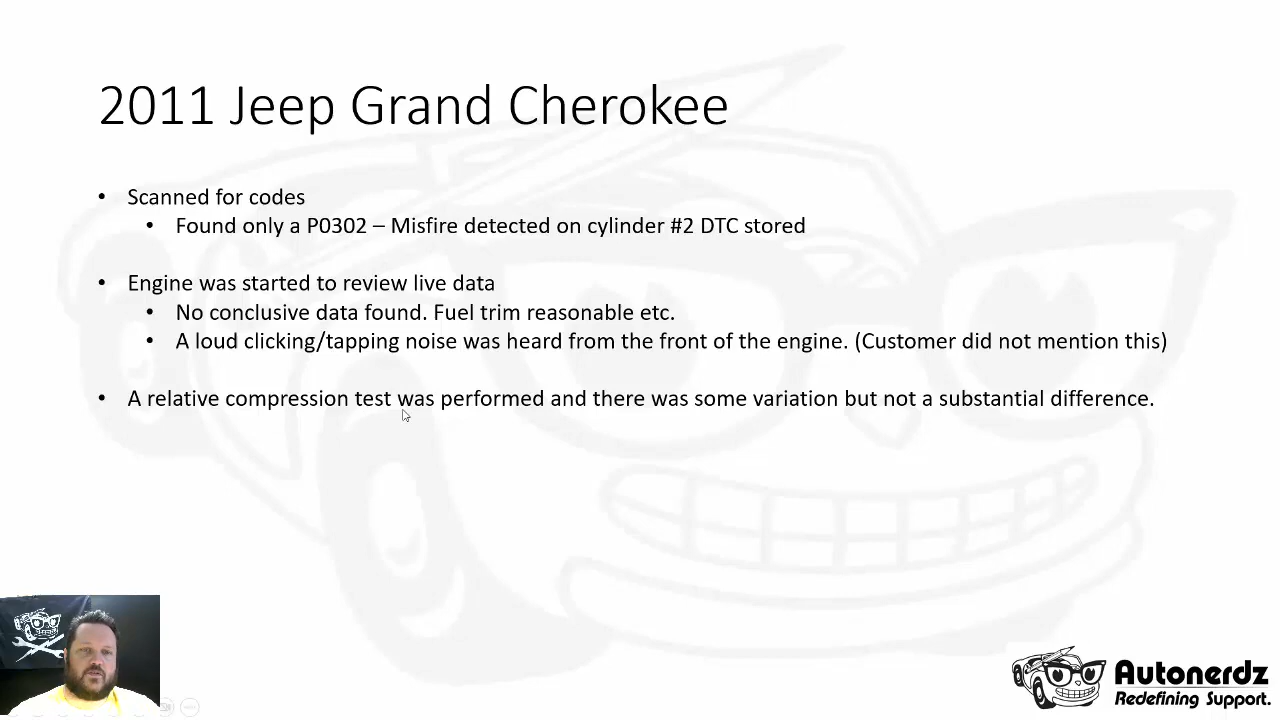 2011 Jeep Grand Cherokee
• Scanned for codes
• Found only a P0302 – Misfire detected on cylinder #2 DTC stored
• Engine was started to review live data
• No conclusive data found. Fuel trim reasonable etc.
• A loud clicking/tapping noise was heard from the front of the engine. (Customer did not mention this)
• A relative compression test was performed and there was some variation but not a substantial difference.
Autonerdz
Redefining Support.